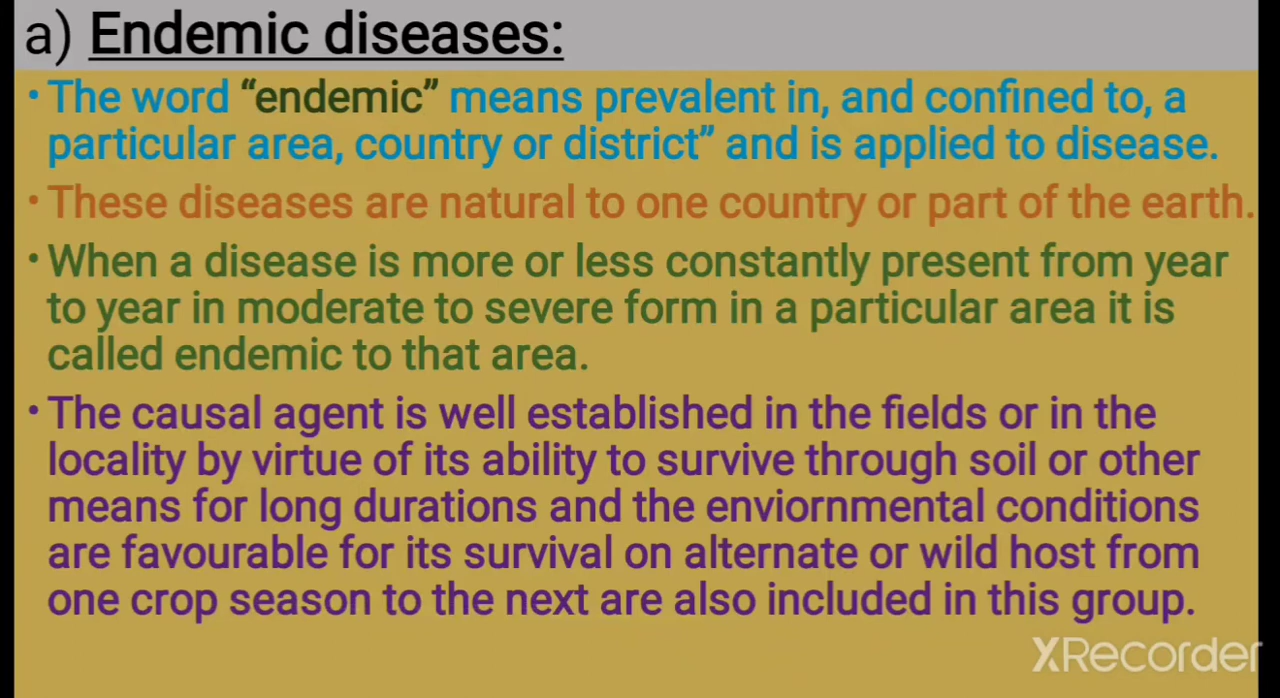 a) Endemic diseases:
• The word “endemic” means prevalent in, and confined to, a
particular area, country or district” and is applied to disease.
• These diseases are natural to one country or part of the earth.
• When a disease is more or less constantly present from year
to year in moderate to severe form in a particular area it is
called endemic to that area.
• The causal agent is well established in the fields or in the
locality by virtue of its ability to survive through soil or other
means for long durations and the enviornmental conditions
are favourable for its survival on alternate or wild host from
one crop season to the next are also included in this group.
XRecorder